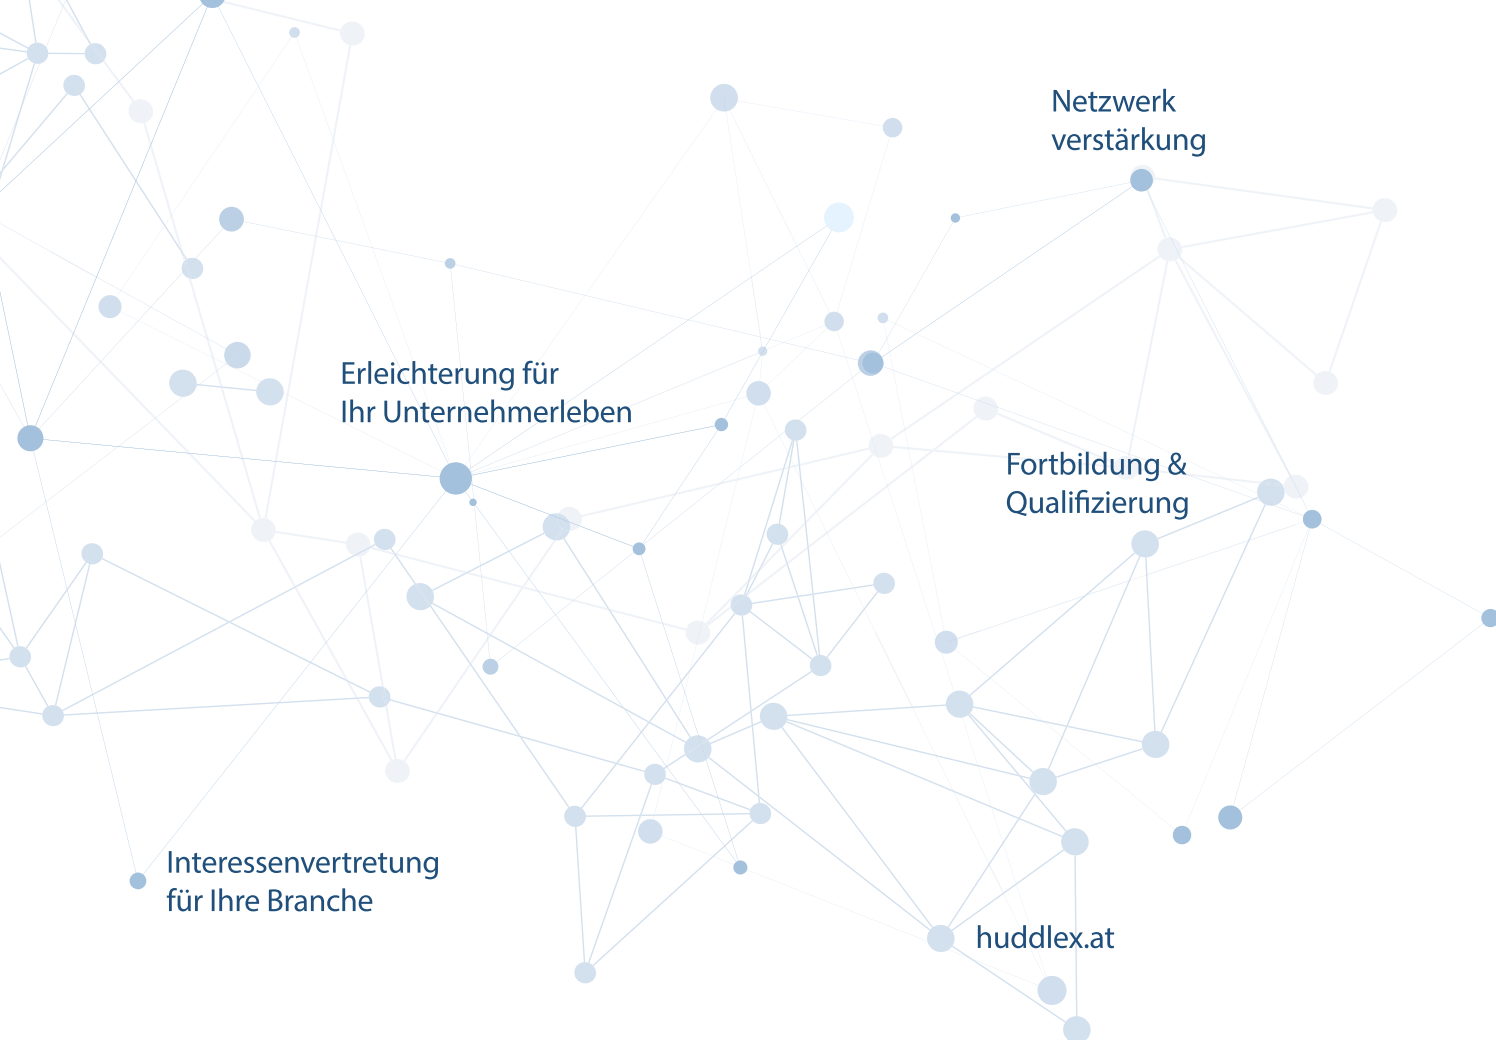 Netzwerk
verstärkung
Erleichterung für
Ihr Unternehmerleben
Fortbildung &
Qualifizierung
Interessenvertretung
für Ihre Branche
huddlex.at